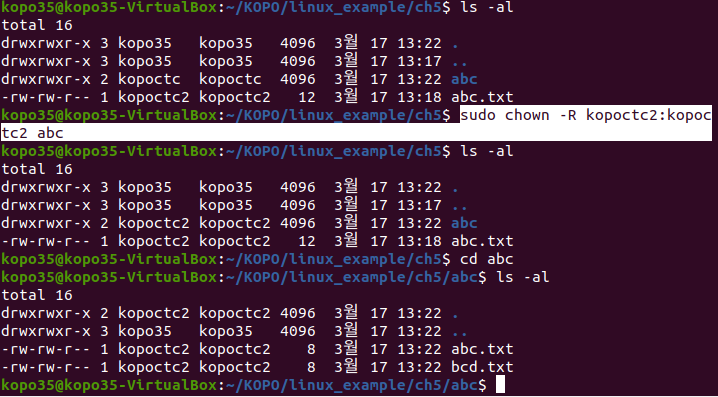 kopo35@kopo35-VirtualBox:~/KOPO/linux_example/ch5$ ls -al
total 16
drwxrwxr-x 3 kopo35   kopo35   4096  3월 17 13:22 .
drwxrwxr-x 3 kopo35   kopo35   4096  3월 17 13:17 ..
drwxrwxr-x 2 kopoctc  kopoctc  4096  3월 17 13:22 abc
-rw-rw-r-- 1 kopoctc2 kopoctc2   12  3월 17 13:18 abc.txt
kopo35@kopo35-VirtualBox:~/KOPO/linux_example/ch5$ sudo chown -R kopoctc2:kopoc
tc2 abc
kopo35@kopo35-VirtualBox:~/KOPO/linux_example/ch5$ ls -al
total 16
drwxrwxr-x 3 kopo35   kopo35   4096  3월 17 13:22 .
drwxrwxr-x 3 kopo35   kopo35   4096  3월 17 13:17 ..
drwxrwxr-x 2 kopoctc2 kopoctc2 4096  3월 17 13:22 abc
-rw-rw-r-- 1 kopoctc2 kopoctc2   12  3월 17 13:18 abc.txt
kopo35@kopo35-VirtualBox:~/KOPO/linux_example/ch5$ cd abc
kopo35@kopo35-VirtualBox:~/KOPO/linux_example/ch5/abc$ ls -al
total 16
drwxrwxr-x 2 kopoctc2 kopoctc2 4096  3월 17 13:22 .
drwxrwxr-x 3 kopo35   kopo35   4096  3월 17 13:22 ..
-rw-rw-r-- 1 kopoctc2 kopoctc2    8  3월 17 13:22 abc.txt
-rw-rw-r-- 1 kopoctc2 kopoctc2    8  3월 17 13:22 bcd.txt
kopo35@kopo35-VirtualBox:~/KOPO/linux_example/ch5/abc$